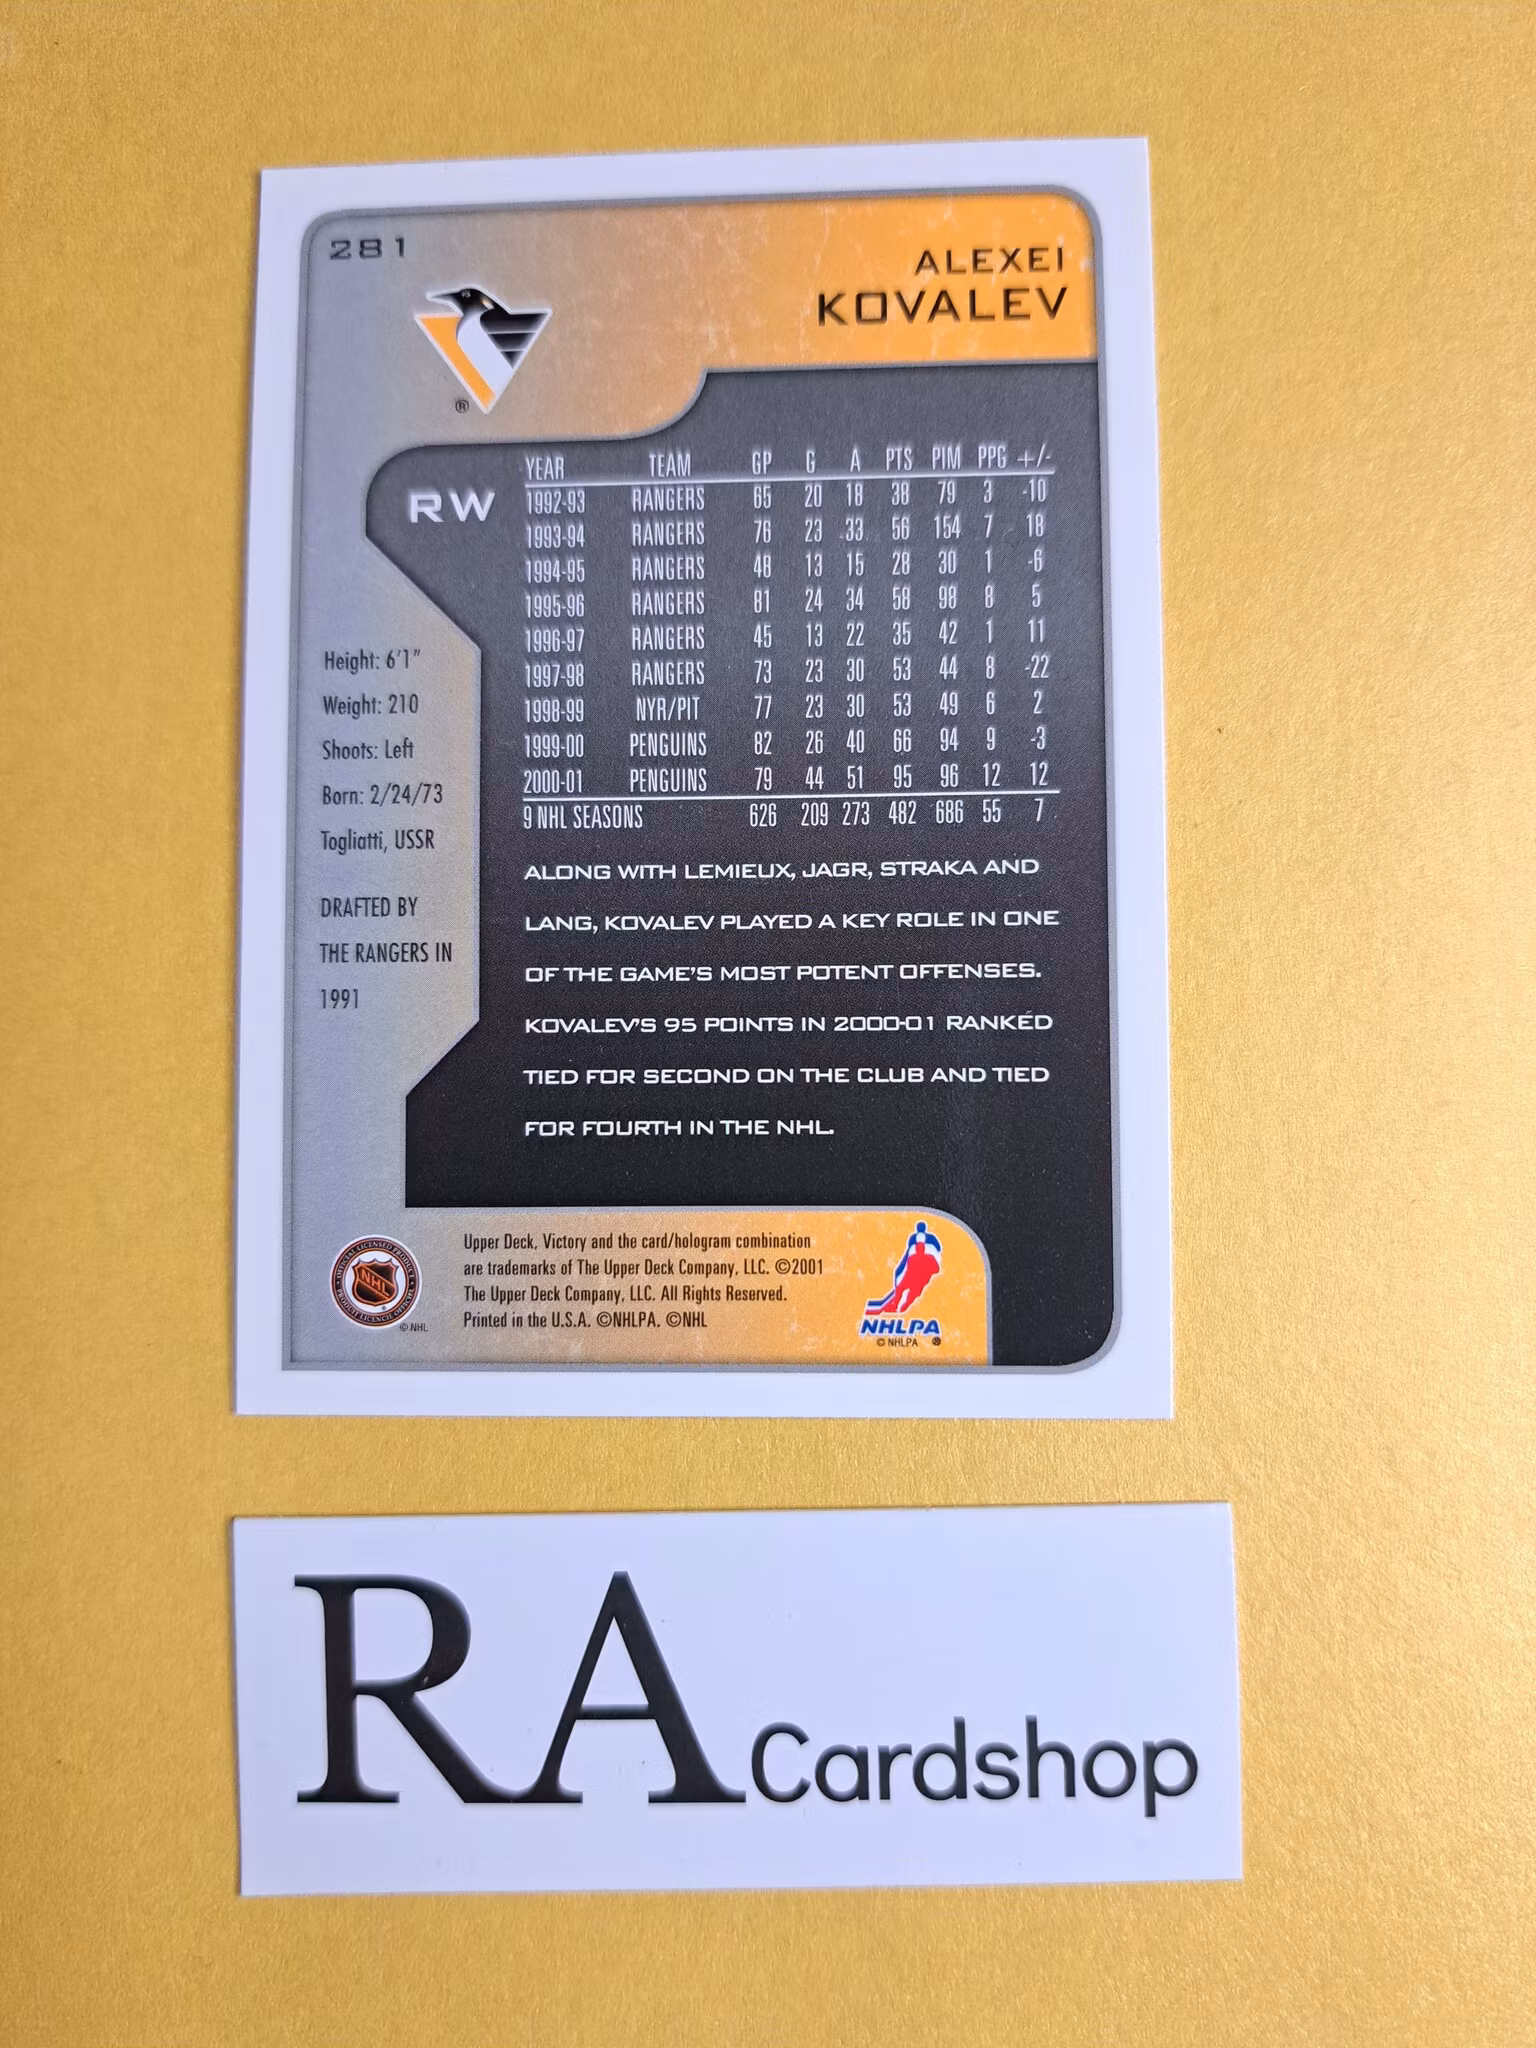 281
ALEXEI
KOVALEV
®
RW
YEAR TEAM GP G A PTS PIM PPG +/-
1992-93 RANGERS 65 20 18 38 79 3 -10
1993-94 RANGERS 76 23 33 56 154 7 18
1994-95 RANGERS 48 13 15 28 30 1 -6
1995-96 RANGERS 81 24 34 58 98 8 5
1996-97 RANGERS 45 13 22 35 42 1 11
1997-98 RANGERS 73 23 30 53 44 8 -22
1998-99 NYR/PIT 77 23 30 53 49 6 2
1999-00 PENGUINS 82 26 40 66 94 9 -3
2000-01 PENGUINS 79 44 51 95 96 12 12
9 NHL SEASONS 626 209 273 482 686 55 7
Height: 6'1"
Weight: 210
Shoots: Left
Born: 2/24/73
Togliatti, USSR
DRAFTED BY
THE RANGERS IN
1991
ALONG WITH LEMIEUX, JAGR, STRAKA AND
LANG, KOVALEV PLAYED A KEY ROLE IN ONE
OF THE GAME'S MOST POTENT OFFENSES.
KOVALEV'S 95 POINTS IN 2000-01 RANKED
TIED FOR SECOND ON THE CLUB AND TIED
FOR FOURTH IN THE NHL.
OFFICIAL LICENSED PRODUCT
NHL
PRODUIT LICENCIE OFFICIEL
© NHL
Upper Deck, Victory and the card/hologram combination
are trademarks of The Upper Deck Company, LLC. ©2001
The Upper Deck Company, LLC. All Rights Reserved.
Printed in the U.S.A. ©NHLPA. ©NHL
NHLPA
© NHLPA ®
RA Cardshop